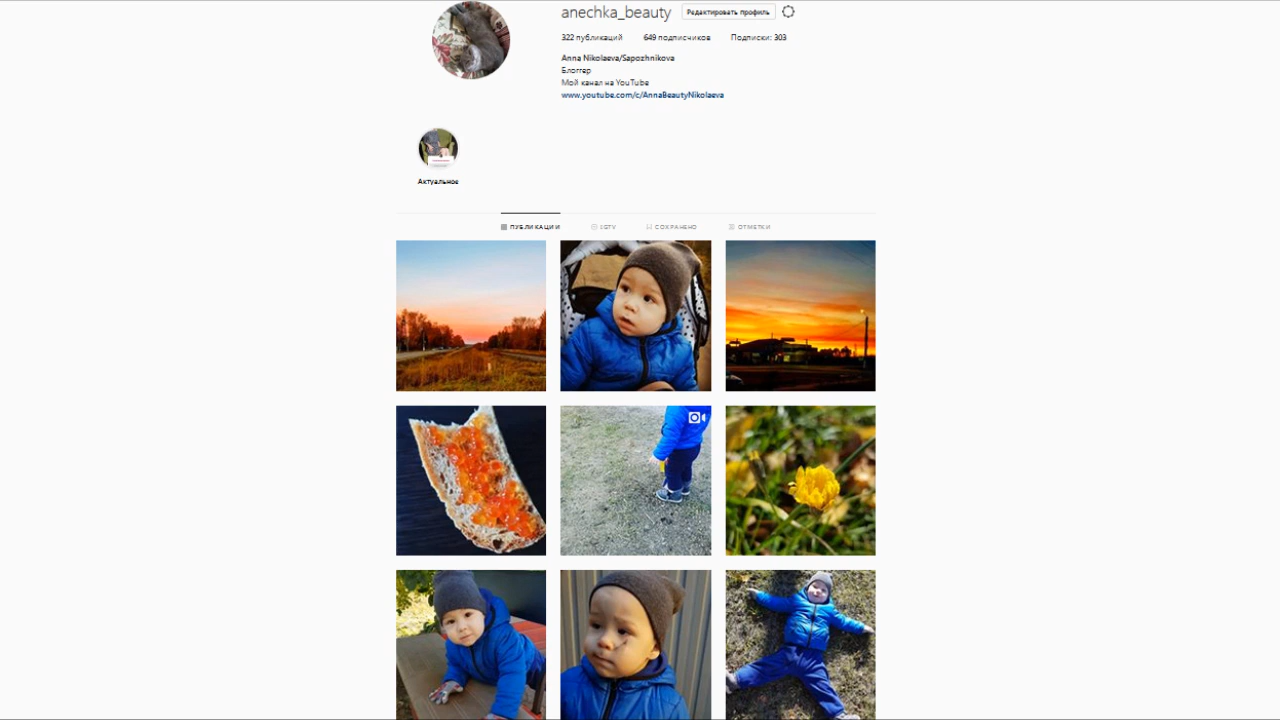 anechka_beauty Редактировать профиль
322 публикаций 649 подписчиков Подписки: 303
Anna Nikolaeva/Sapozhnikova
Блоггер
Мой канал на YouTube
www.youtube.com/c/AnnaBeautyNikolaeva
Актуальное
ПУБЛИКАЦИИ IGTV СОХРАНЕНО ОТМЕТКИ